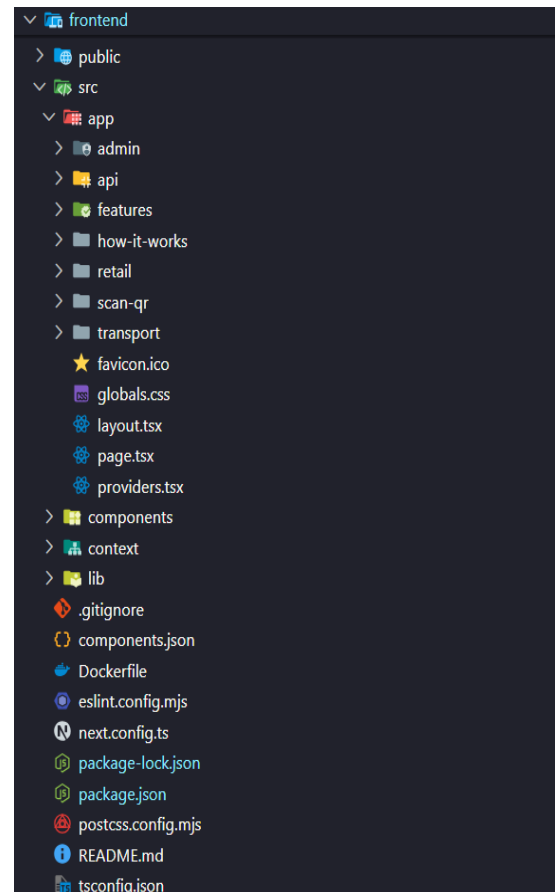 frontend
public
src
app
admin
api
features
how-it-works
retail
scan-qr
transport
favicon.ico
globals.css
layout.tsx
page.tsx
providers.tsx
components
context
lib
.gitignore
components.json
Dockerfile
eslint.config.mjs
next.config.ts
package-lock.json
package.json
postcss.config.mjs
README.md
tsconfig.json